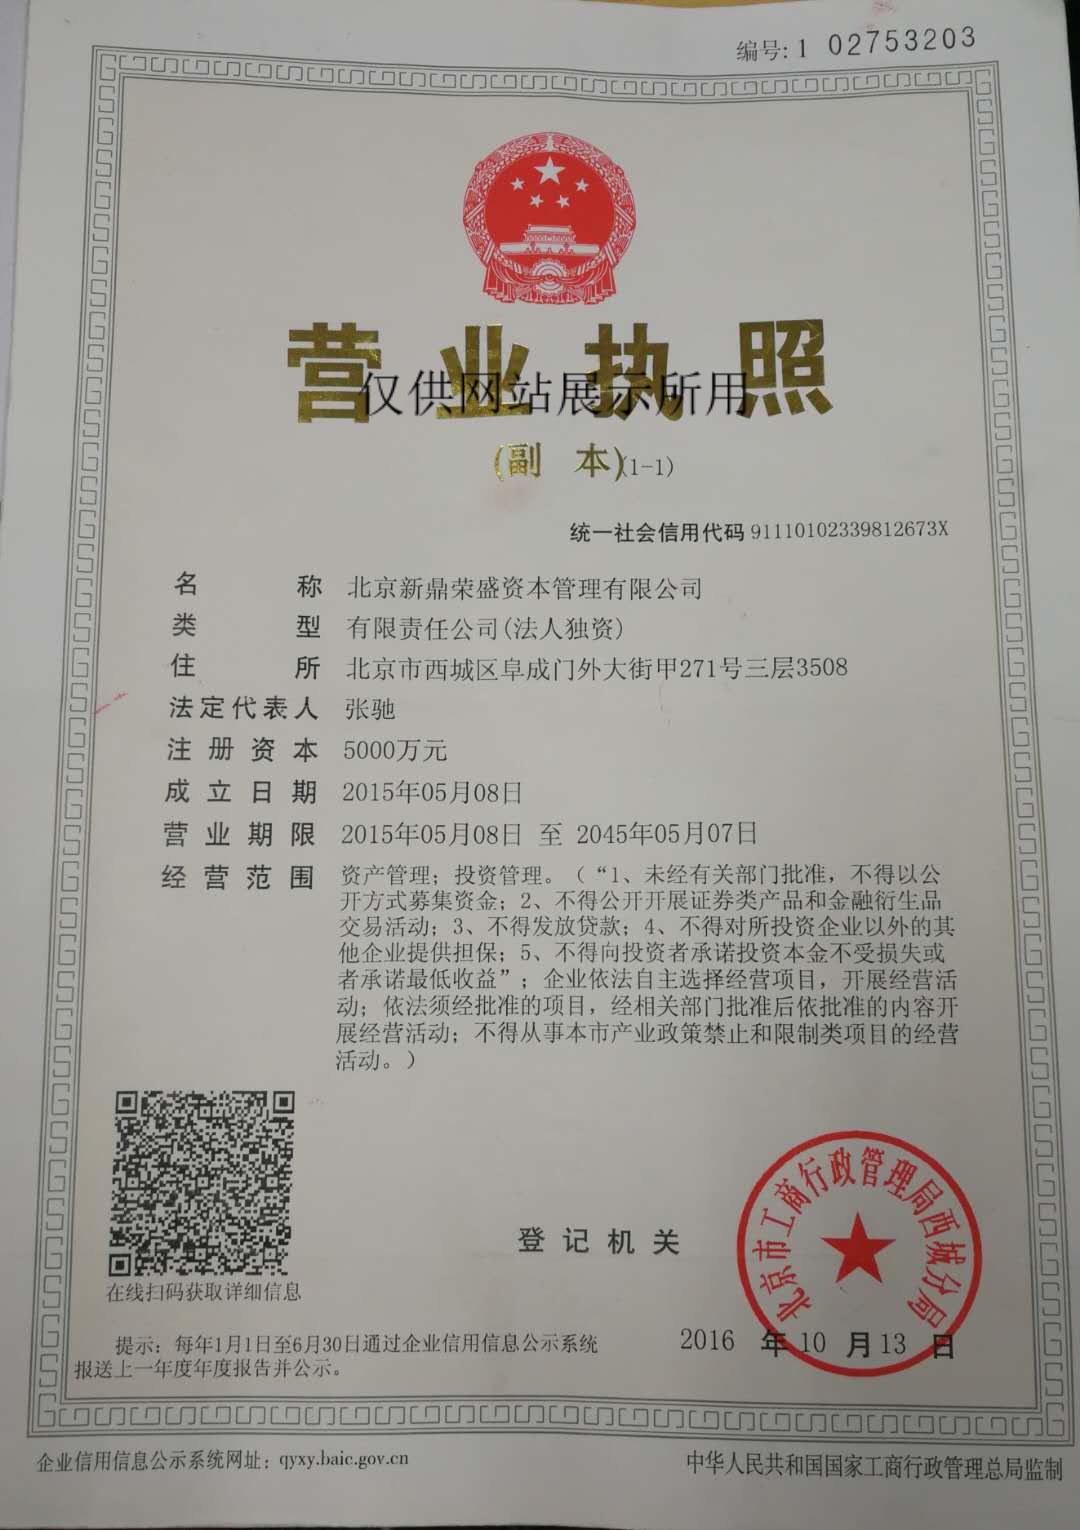 编号: 1 02753203
营业执照
仅供网站展示所用
(副 本)(1-1)
统一社会信用代码 91110102339812673X
名 称 北京新鼎荣盛资本管理有限公司
类 型 有限责任公司(法人独资)
住 所 北京市西城区阜成门外大街甲271号三层3508
法定代表人 张驰
注册资本 5000万元
成立日期 2015年05月08日
营业期限 2015年05月08日 至 2045年05月07日
经营范围 资产管理；投资管理。（“1、未经有关部门批准，不得以公
开方式募集资金；2、不得公开开展证券类产品和金融衍生品
交易活动；3、不得发放贷款；4、不得对所投资企业以外的其
他企业提供担保；5、不得向投资者承诺投资本金不受损失或
者承诺最低收益”；企业依法自主选择经营项目，开展经营活
动；依法须经批准的项目，经相关部门批准后依批准的内容开
展经营活动；不得从事本市产业政策禁止和限制类项目的经营
活动。）
在线扫码获取详细信息
登记机关
北京市工商行政管理局西城分局
2016 年 10 月 13 日
提示：每年1月1日至6月30日通过企业信用信息公示系统
报送上一年度年度报告并公示。
企业信用信息公示系统网址：qyxy.baic.gov.cn
中华人民共和国国家工商行政管理总局监制